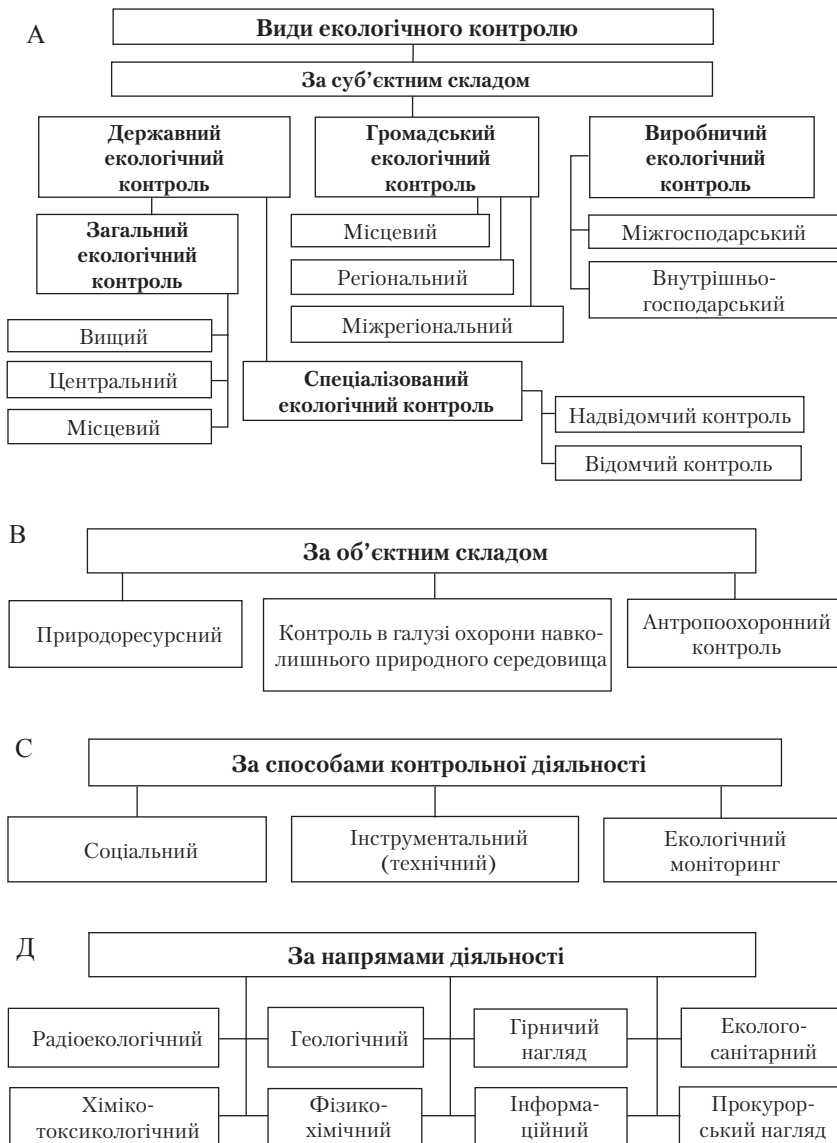 А
Види екологічного контролю
За суб’єктним складом
Державний
екологічний
контроль
Громадський
екологічний
контроль
Виробничий
екологічний
контроль
Загальний
екологічний
контроль
Місцевий
Регіональний
Міжрегіональний
Міжгосподарський
Внутрішньо-
господарський
Вищий
Центральний
Місцевий
Спеціалізований
екологічний контроль
Надвідомчий контроль
Відомчий контроль
В
За об’єктним складом
Природоресурсний
Контроль в галузі охорони навко-
лишнього природного середовища
Антропоохоронний
контроль
С
За способами контрольної діяльності
Соціальний
Інструментальний
(технічний)
Екологічний
моніторинг
Д
За напрямами діяльності
Радіоекологічний
Геологічний
Гірничий
нагляд
Еколого-
санітарний
Хіміко-
токсикологічний
Фізико-
хімічний
Інформа-
ційний
Прокурор-
ський нагляд